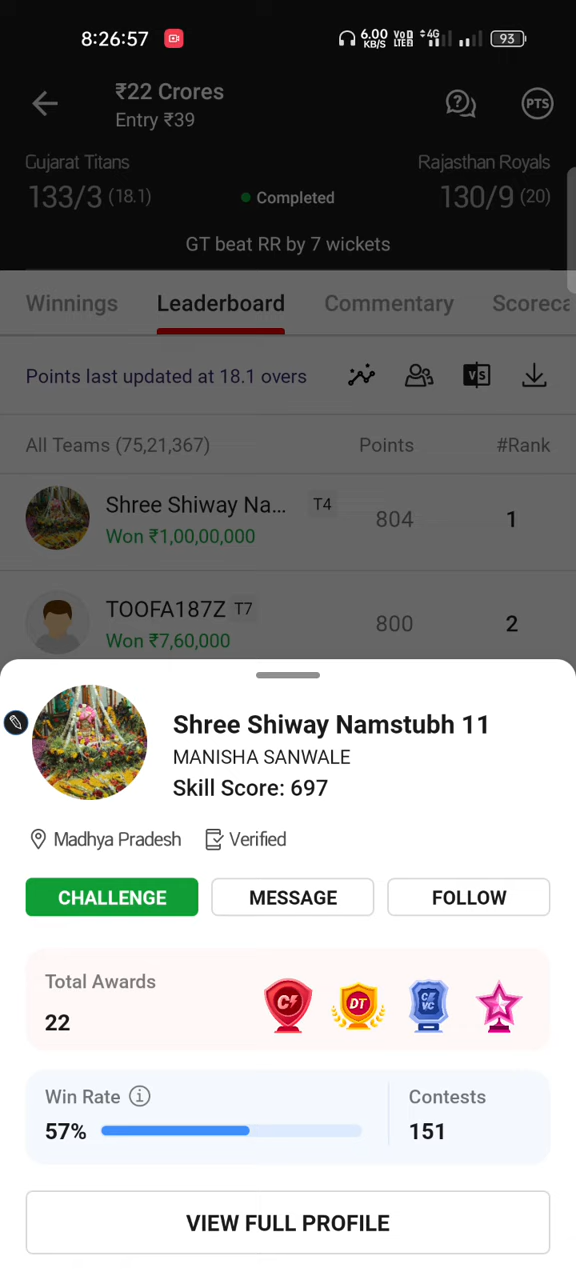 8:26:57 6.00 KB/S VoD LTED 4G 93
₹22 Crores
Entry ₹39
PTS
Gujarat Titans Rajasthan Royals
133/3 (18.1) Completed 130/9 (20)
GT beat RR by 7 wickets
Winnings Leaderboard Commentary Scoreca
Points last updated at 18.1 overs VS
All Teams (75,21,367) Points #Rank
Shree Shiway Na... T4 804 1
Won ₹1,00,00,000
TOOFA187Z T7 800 2
Won ₹7,60,000
Shree Shiway Namstubh 11
MANISHA SANWALE
Skill Score: 697
Madhya Pradesh Verified
CHALLENGE MESSAGE FOLLOW
Total Awards
22
DT
C VC
Win Rate Contests
57% 151
VIEW FULL PROFILE